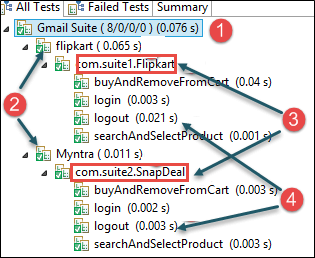 All Tests Failed Tests Summary
Gmail Suite ( 8/0/0/0 ) (0.076 s) 1
flipkart ( 0.065 s)
com.suite1.Flipkart
buyAndRemoveFromCart (0.04 s)
login (0.003 s)
2 logout (0.021 s)
searchAndSelectProduct (0.001 s) 3
Myntra ( 0.011 s)
com.suite2.SnapDeal
buyAndRemoveFromCart (0.003 s) 4
login (0.002 s)
logout (0.003 s)
searchAndSelectProduct (0.003 s)